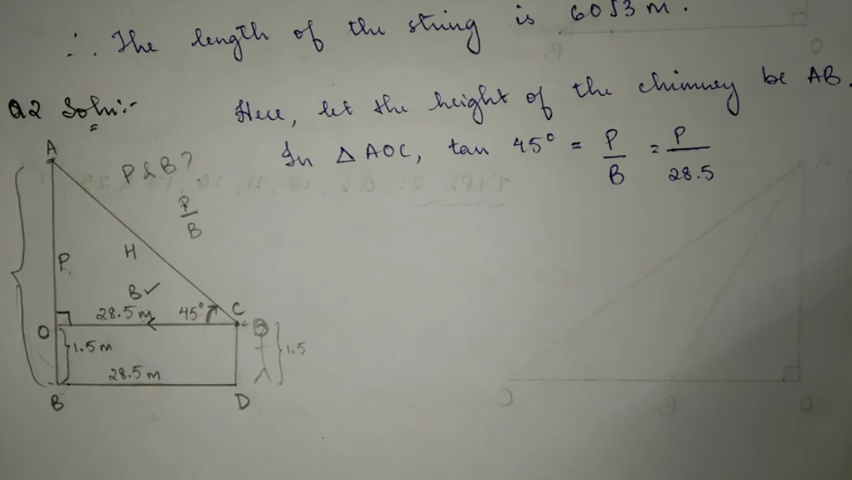 ∴ The length of the string is 60√3 m.
Q2 Soln:-
Here, let the height of the chimney be AB.
In △ AOC, tan 45° = P/B = P/28.5
A
P & B?
P/B
H
P
B✓
28.5 m
45°
C
O
1.5 m
1.5
28.5 m
B
D